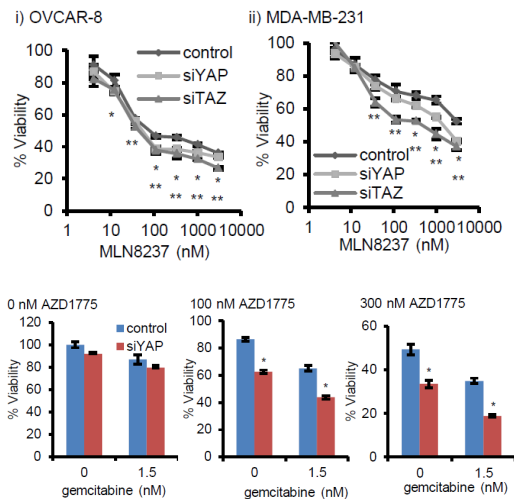 i) OVCAR-8
ii) MDA-MB-231
100
80
60
40
20
0
% Viability
control
siYAP
siTAZ
*
**
*
**
*
**
*
**
*
**
1
10
100
1000
10000
MLN8237 (nM)
100
80
60
40
20
0
% Viability
control
siYAP
siTAZ
**
**
*
**
*
**
*
**
1
10
100
1000
10000
MLN8237 (nM)
0 nM AZD1775
120
100
80
60
40
20
0
% Viability
control
siYAP
0
1.5
gemcitabine (nM)
100 nM AZD1775
100
80
60
40
20
0
% Viability
*
*
0
1.5
gemcitabine (nM)
300 nM AZD1775
60
40
20
0
% Viability
*
*
0
1.5
gemcitabine (nM)